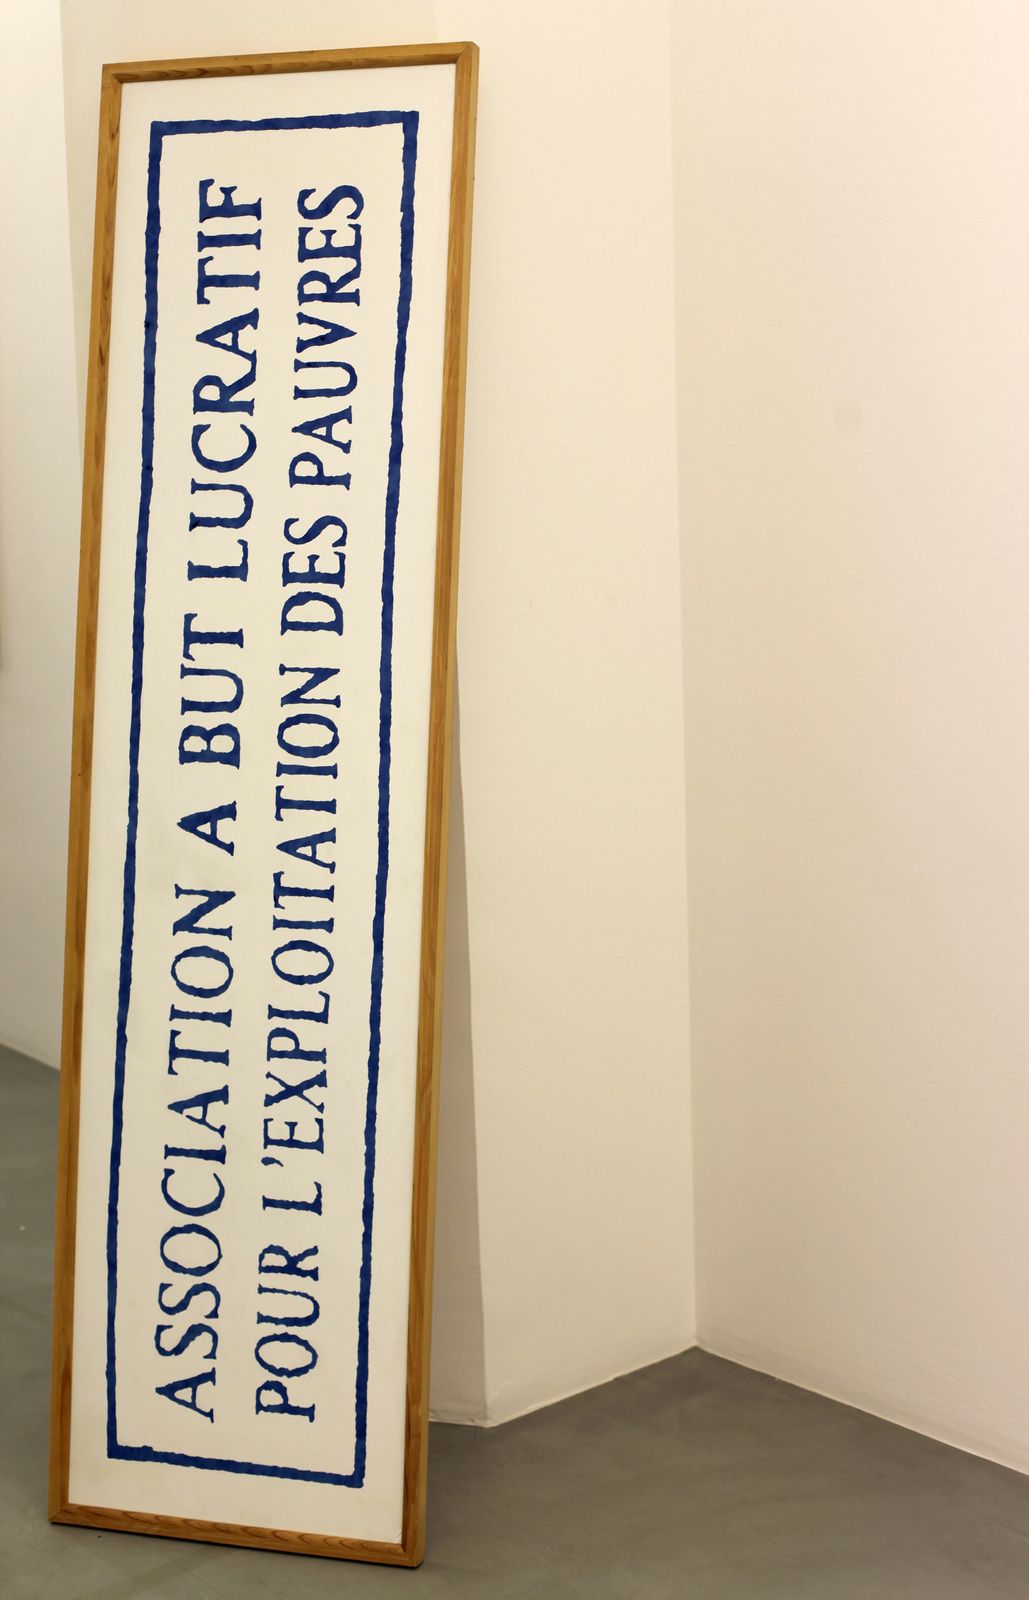 ASSOCIATION A BUT LUCRATIF
POUR L'EXPLOITATION DES PAUVRES